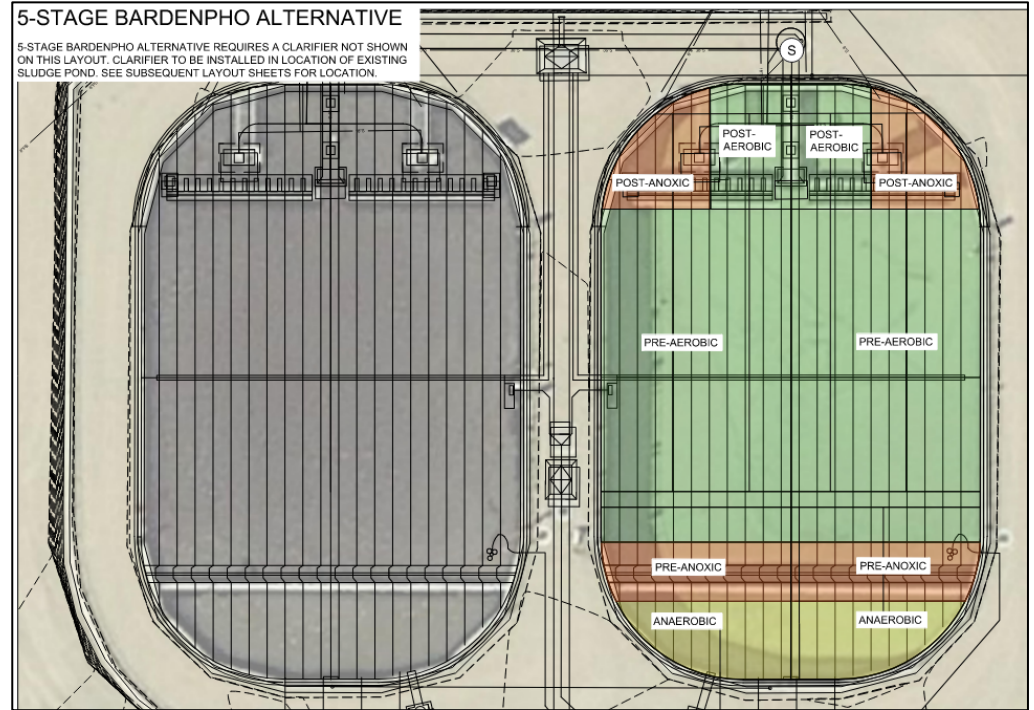 5-STAGE BARDENPHO ALTERNATIVE
5-STAGE BARDENPHO ALTERNATIVE REQUIRES A CLARIFIER NOT SHOWN
ON THIS LAYOUT. CLARIFIER TO BE INSTALLED IN LOCATION OF EXISTING
SLUDGE POND. SEE SUBSEQUENT LAYOUT SHEETS FOR LOCATION.
S
POST-
AEROBIC
POST-
AEROBIC
POST-ANOXIC
POST-ANOXIC
PRE-AEROBIC
PRE-AEROBIC
PRE-ANOXIC
PRE-ANOXIC
ANAEROBIC
ANAEROBIC